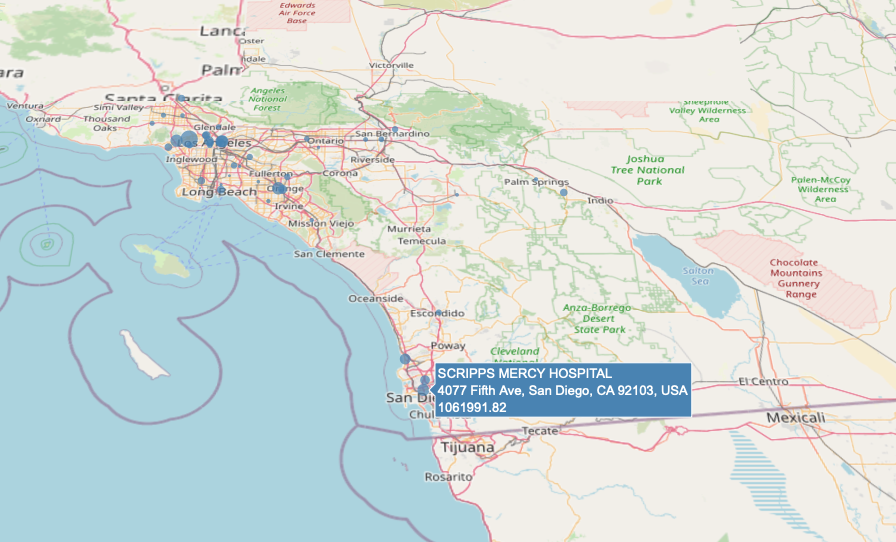 Edwards
Air Force
Base
Lanca
ster
dale
Palm
Victorville
ara
Santa Clarita
Angeles
National
Forest
Ventura
Simi Valley
Oxnard
Thousand
Oaks
Glendale
San Bernardino
Los Angeles
Ontario
Inglewood
Riverside
Fullerton
Corona
Long Beach
Orange
Irvine
Mission Viejo
Murrieta
Temecula
San Clemente
Sheephole
Valley Wilderness
Area
Joshua
Tree National
Park
Palm Springs
Indio
Palen-McCoy
Wilderness
Area
Salton
Sea
Chocolate
Mountains
Gunnery
Range
Oceanside
Escondido
Anza-Borrego
Desert
State Park
Poway
Cleveland
SCRIPPS MERCY HOSPITAL
4077 Fifth Ave, San Diego, CA 92103, USA
1061991.82
San Di
Chul
El Centro
Mexicali
Tecate
Tijuana
Rosarito